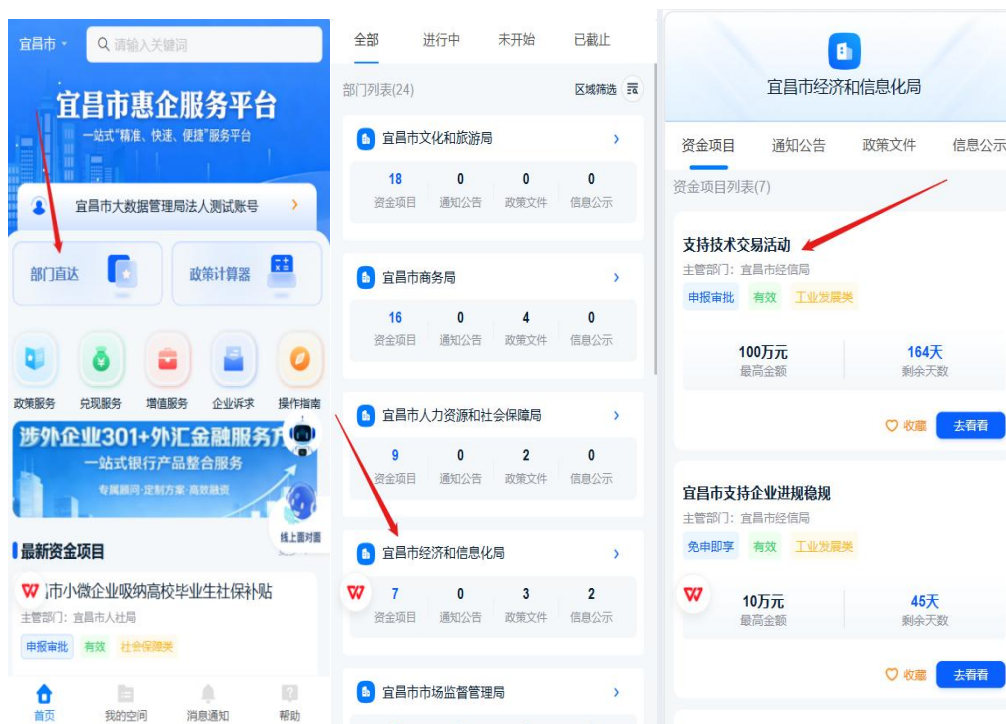 宜昌市
请输入关键词
宜昌市惠企服务平台
一站式“精准、快速、便捷”服务平台
宜昌市大数据管理局法人测试账号
部门直达
政策计算器
政策服务 兑现服务 增值服务 企业诉求 操作指南
涉外企业301+外汇金融服务方
一站式银行产品整合服务
专属顾问·定制方案·高效融资
线上面对面
最新资金项目
市小微企业吸纳高校毕业生社保补贴
主管部门：宜昌市人社局
申报审批 有效 社会保障类
首页 我的空间 消息通知 帮助
全部 进行中 未开始 已截止
部门列表(24) 区域筛选
宜昌市文化和旅游局
18 0 0 0
资金项目 通知公告 政策文件 信息公示
宜昌市商务局
16 0 4 0
资金项目 通知公告 政策文件 信息公示
宜昌市人力资源和社会保障局
9 0 2 0
资金项目 通知公告 政策文件 信息公示
宜昌市经济和信息化局
7 0 3 2
资金项目 通知公告 政策文件 信息公示
宜昌市市场监督管理局
宜昌市经济和信息化局
资金项目 通知公告 政策文件 信息公示
资金项目列表(7)
支持技术交易活动
主管部门：宜昌市经信局
申报审批 有效 工业发展类
100万元 164天
最高金额 剩余天数
收藏 去看看
宜昌市支持企业进规稳规
主管部门：宜昌市经信局
免申即享 有效 工业发展类
10万元 45天
最高金额 剩余天数
收藏 去看看